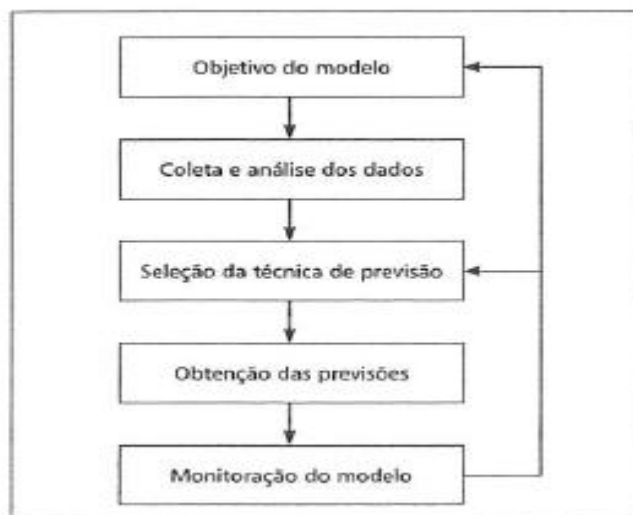 Objetivo do modelo
Coleta e análise dos dados
Seleção da técnica de previsão
Obtenção das previsões
Monitoração do modelo